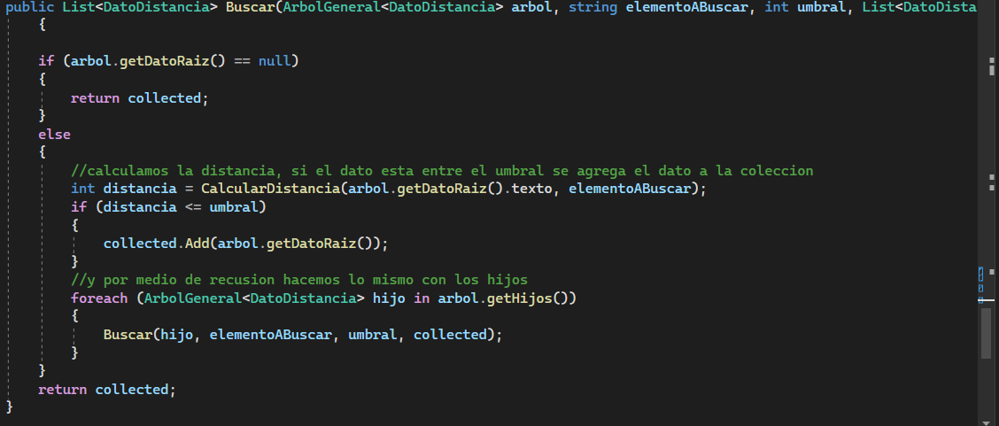 public List<DatoDistancia> Buscar(ArbolGeneral<DatoDistancia> arbol, string elementoABuscar, int umbral, List<DatoDista
{
if (arbol.getDatoRaiz() == null)
{
return collected;
}
else
{
//calculamos la distancia, si el dato esta entre el umbral se agrega el dato a la coleccion
int distancia = CalcularDistancia(arbol.getDatoRaiz().texto, elementoABuscar);
if (distancia <= umbral)
{
collected.Add(arbol.getDatoRaiz());
}
//y por medio de recusion hacemos lo mismo con los hijos
foreach (ArbolGeneral<DatoDistancia> hijo in arbol.getHijos())
{
Buscar(hijo, elementoABuscar, umbral, collected);
}
}
return collected;
}